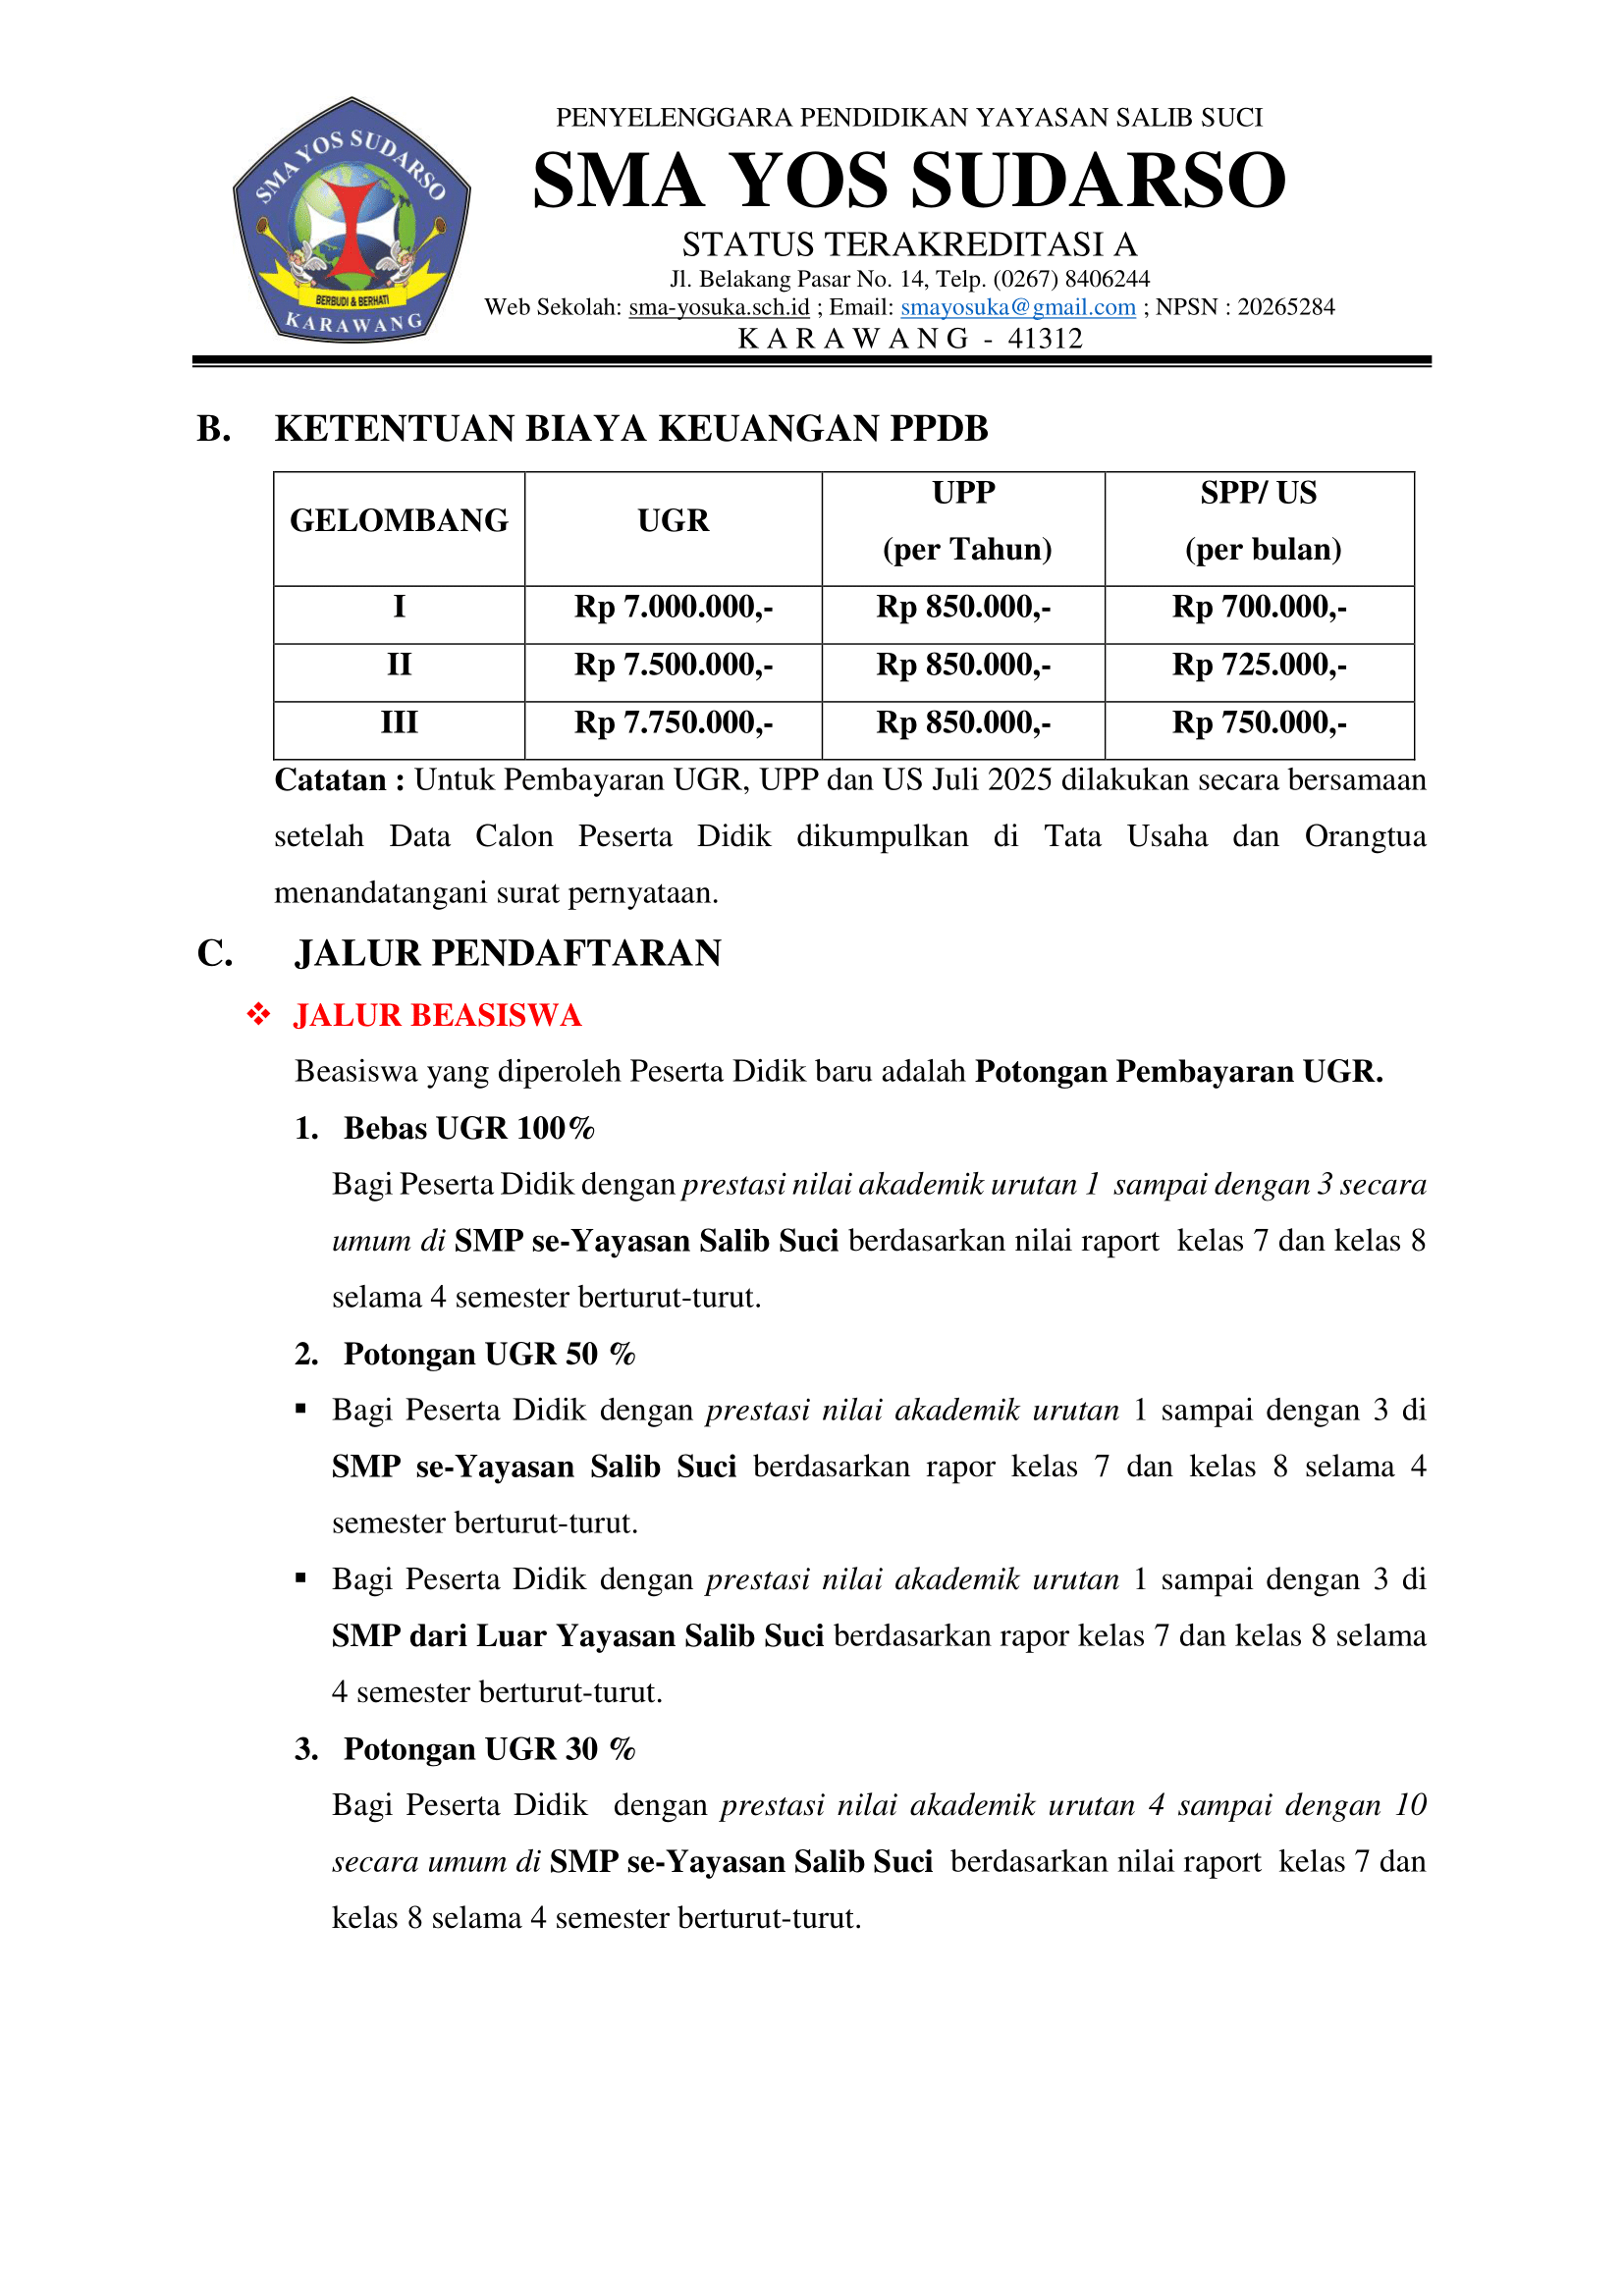 SMA YOS SUDARSO
BERBUDI & BERHATI
KARAWANG
PENYELENGGARA PENDIDIKAN YAYASAN SALIB SUCI
SMA YOS SUDARSO
STATUS TERAKREDITASI A
Jl. Belakang Pasar No. 14, Telp. (0267) 8406244
Web Sekolah: sma-yosuka.sch.id ; Email: smayosuka@gmail.com ; NPSN : 20265284
K A R A W A N G - 41312
B. KETENTUAN BIAYA KEUANGAN PPDB
GELOMBANG UGR UPP (per Tahun) SPP/ US (per bulan)
I Rp 7.000.000,- Rp 850.000,- Rp 700.000,-
II Rp 7.500.000,- Rp 850.000,- Rp 725.000,-
III Rp 7.750.000,- Rp 850.000,- Rp 750.000,-
Catatan : Untuk Pembayaran UGR, UPP dan US Juli 2025 dilakukan secara bersamaan
setelah Data Calon Peserta Didik dikumpulkan di Tata Usaha dan Orangtua
menandatangani surat pernyataan.
C. JALUR PENDAFTARAN
❖ JALUR BEASISWA
Beasiswa yang diperoleh Peserta Didik baru adalah Potongan Pembayaran UGR.
1. Bebas UGR 100%
Bagi Peserta Didik dengan prestasi nilai akademik urutan 1 sampai dengan 3 secara
umum di SMP se-Yayasan Salib Suci berdasarkan nilai raport kelas 7 dan kelas 8
selama 4 semester berturut-turut.
2. Potongan UGR 50 %
▪ Bagi Peserta Didik dengan prestasi nilai akademik urutan 1 sampai dengan 3 di
SMP se-Yayasan Salib Suci berdasarkan rapor kelas 7 dan kelas 8 selama 4
semester berturut-turut.
▪ Bagi Peserta Didik dengan prestasi nilai akademik urutan 1 sampai dengan 3 di
SMP dari Luar Yayasan Salib Suci berdasarkan rapor kelas 7 dan kelas 8 selama
4 semester berturut-turut.
3. Potongan UGR 30 %
Bagi Peserta Didik dengan prestasi nilai akademik urutan 4 sampai dengan 10
secara umum di SMP se-Yayasan Salib Suci berdasarkan nilai raport kelas 7 dan
kelas 8 selama 4 semester berturut-turut.